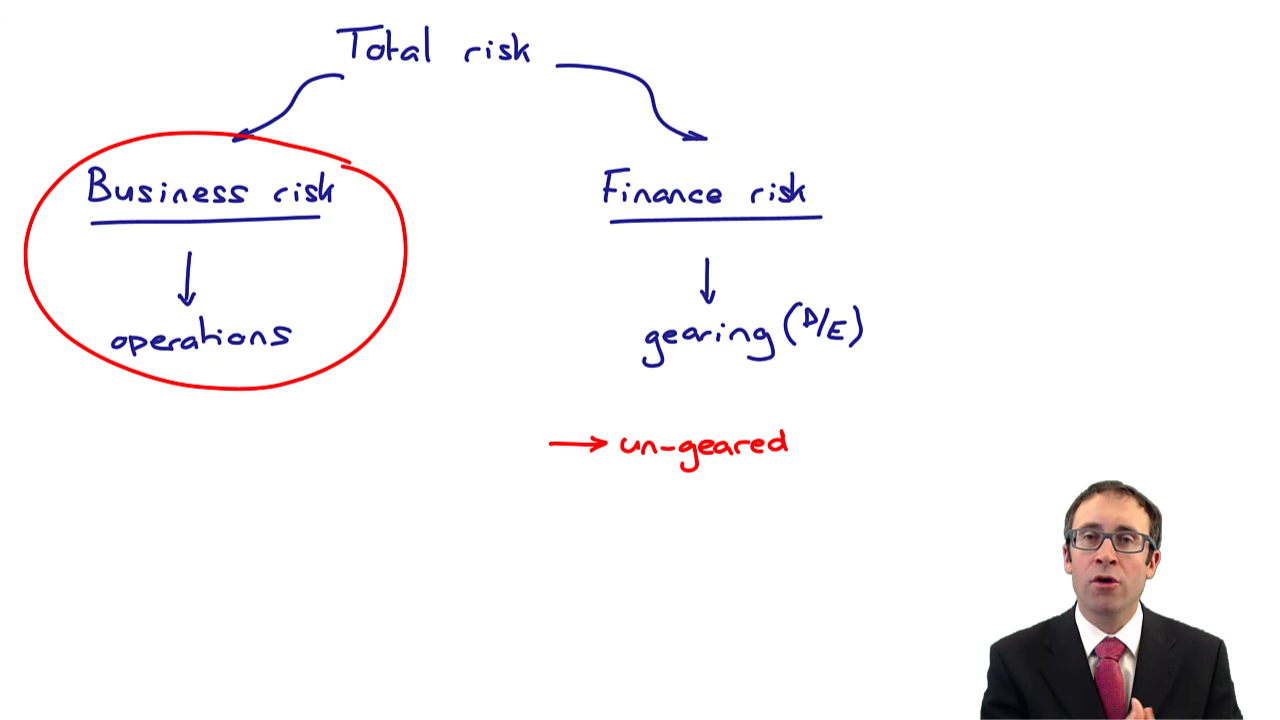 Total risk
Business risk
Finance risk
operations
gearing (D/E)
un-geared